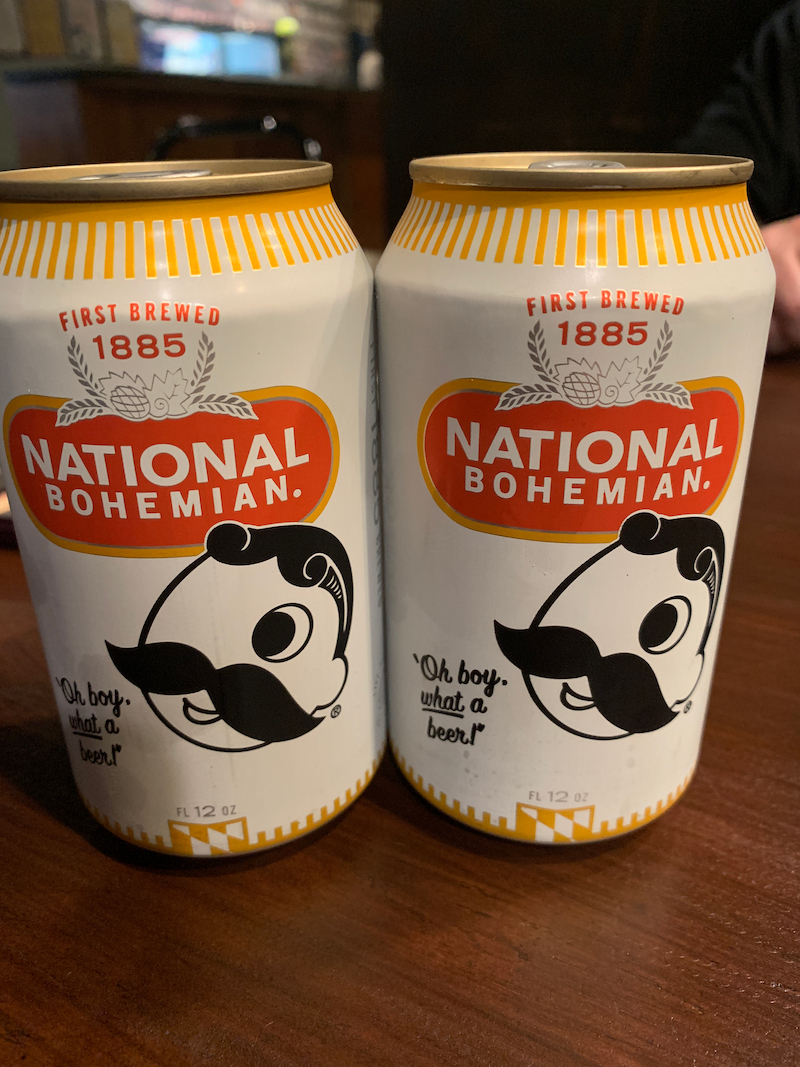 FIRST BREWED
1885
NATIONAL
BOHEMIAN.
"Oh boy.
what a
beer!"
FL 12 OZ
FIRST BREWED
1885
NATIONAL
BOHEMIAN.
®
"Oh boy.
what a
beer!"
®
FL 12 OZ